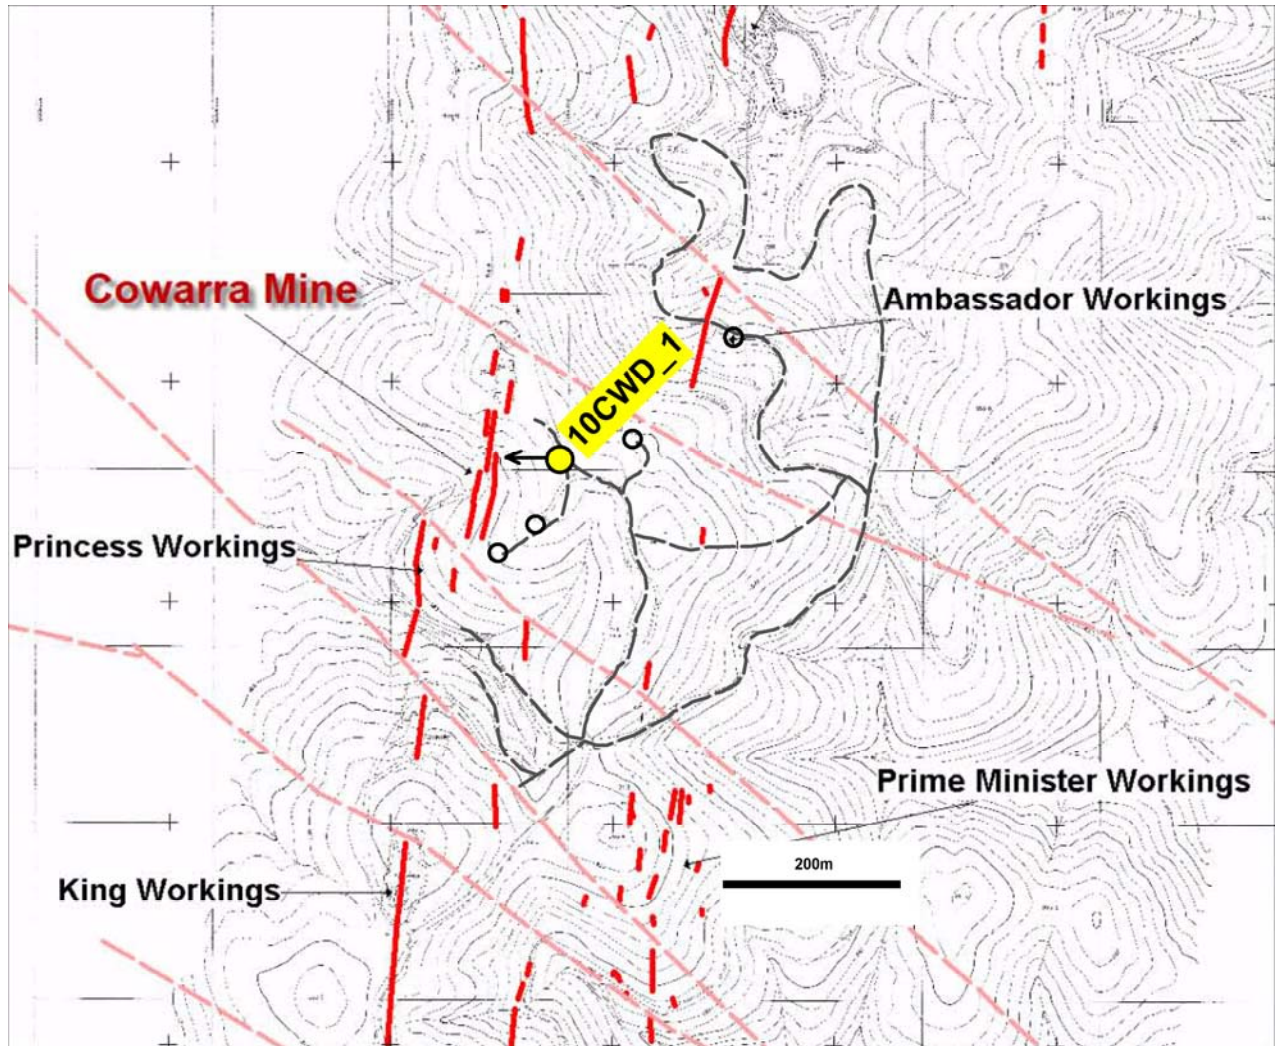 Cowarra Mine
Ambassador Workings
10CWD_1
Princess Workings
Prime Minister Workings
200m
King Workings